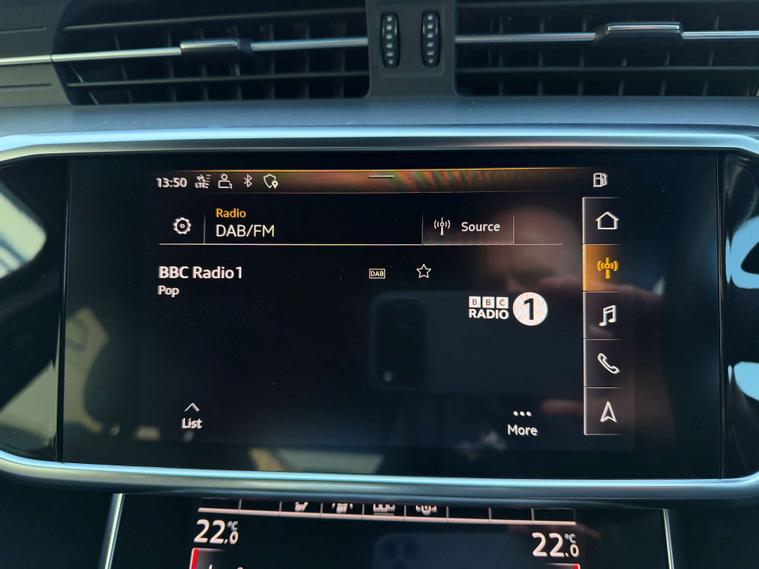 13:50
Radio
DAB/FM
Source
BBC Radio 1
DAB
Pop
BBC
RADIO 1
List
More
22.0 °C
22.0 °C